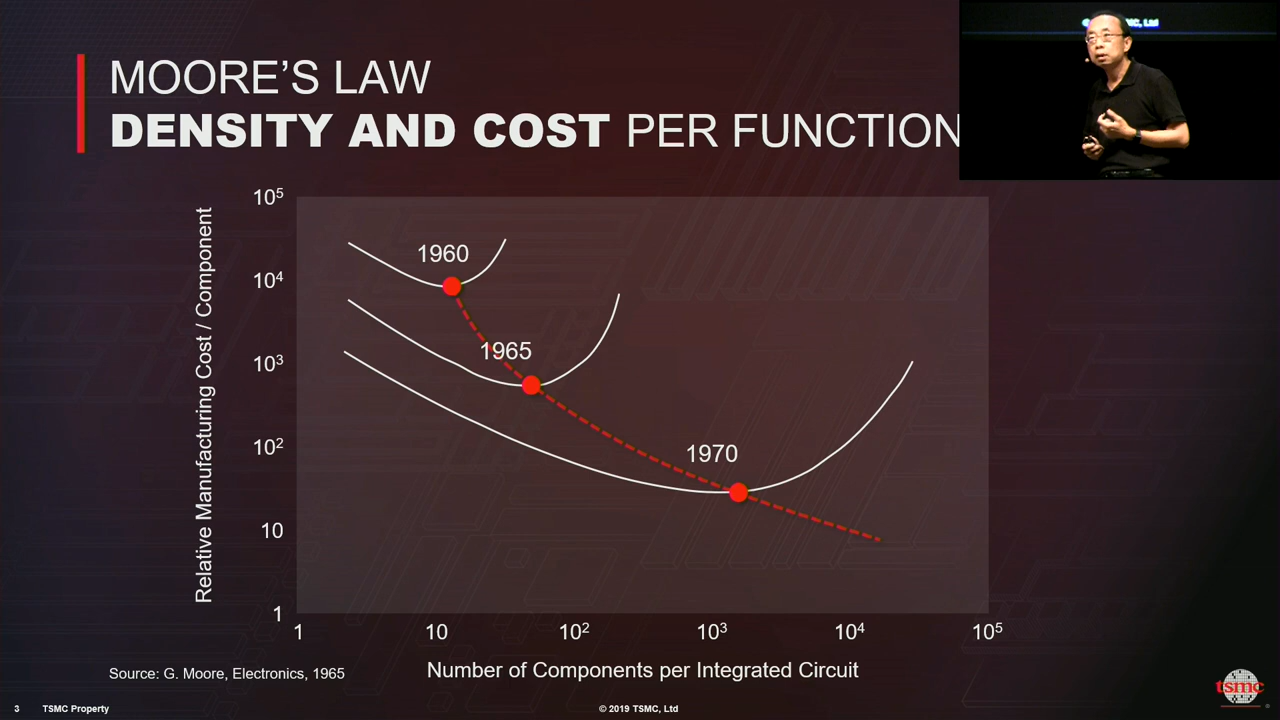 MOORE’S LAW
DENSITY AND COST PER FUNCTION
Relative Manufacturing Cost / Component
10⁵
10⁴
10³
10²
10
1
1960
1965
1970
1
10
10²
10³
10⁴
10⁵
Number of Components per Integrated Circuit
Source: G. Moore, Electronics, 1965
3
TSMC Property
© 2019 TSMC, Ltd
tsmc